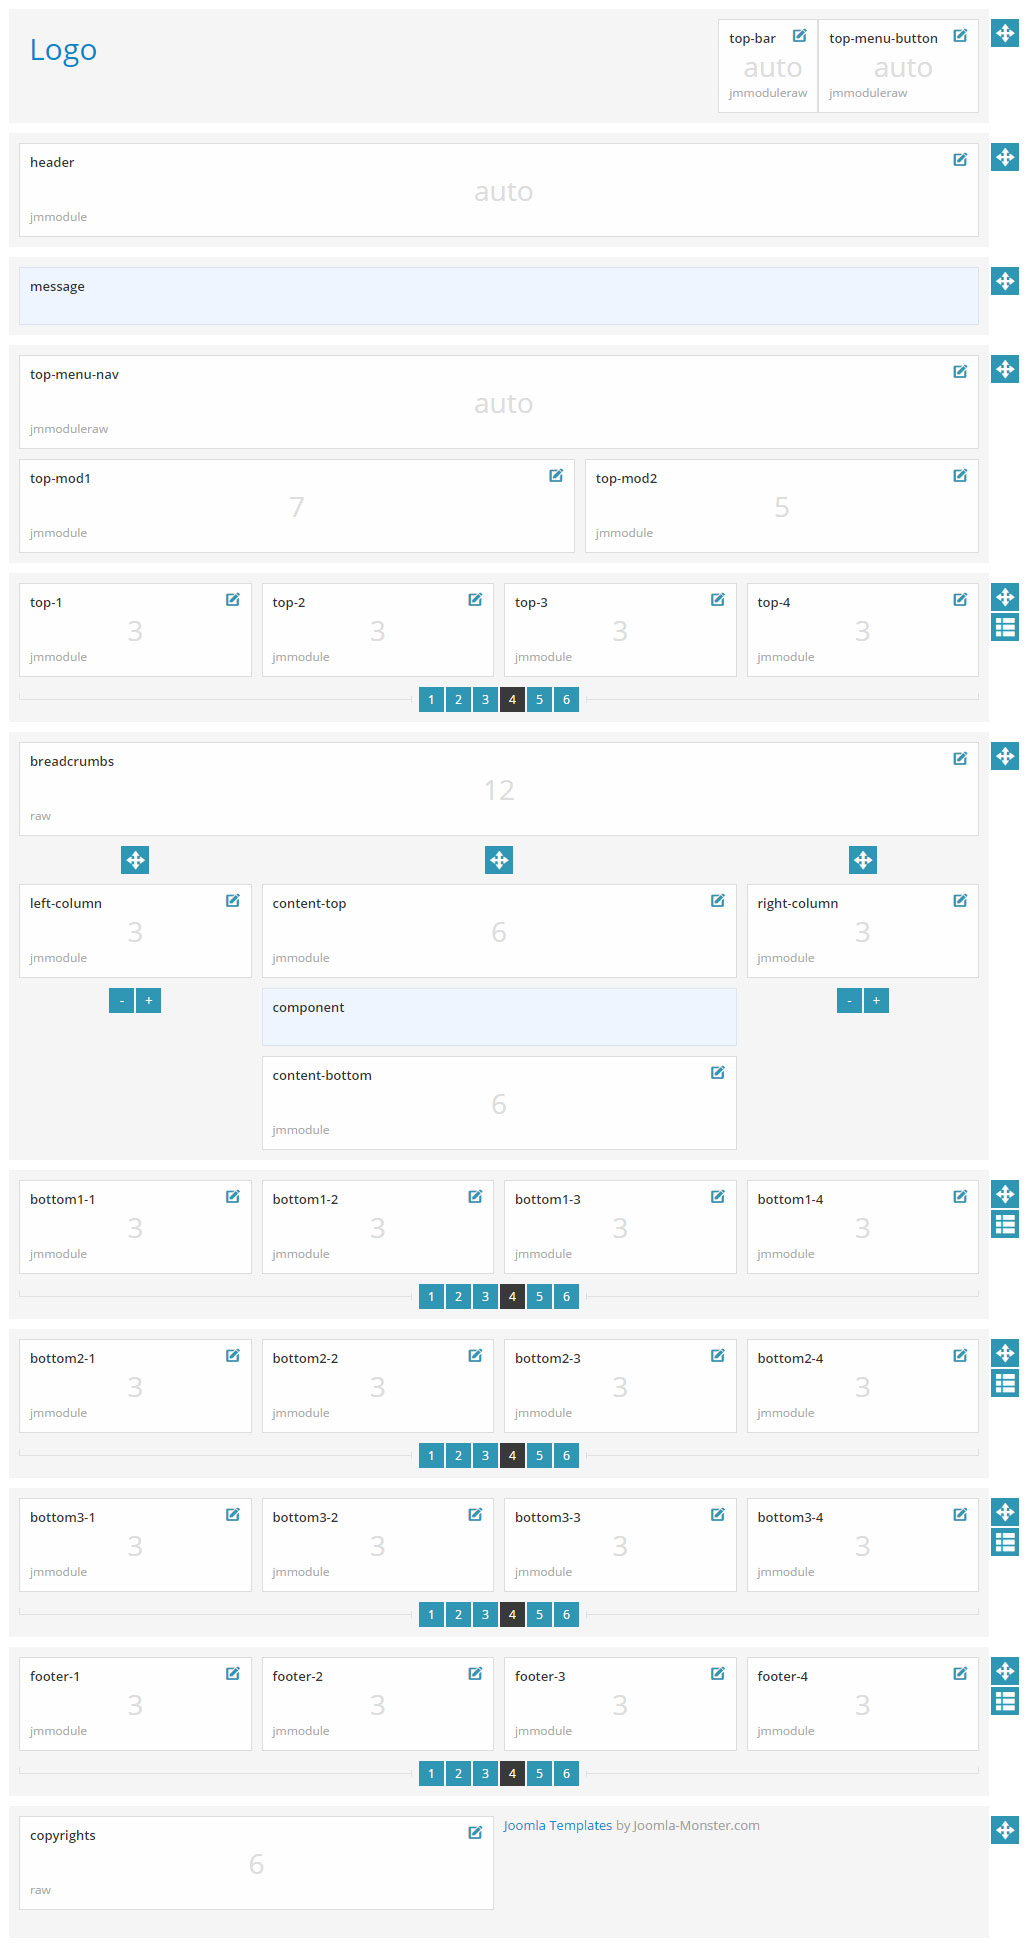 Logo
top-bar top-menu-button
auto auto
jmmoduleraw jmmoduleraw
header
auto
jmmodule
message
top-menu-nav
auto
jmmoduleraw
top-mod1 top-mod2
7 5
jmmodule jmmodule
top-1 top-2 top-3 top-4
3 3 3 3
jmmodule jmmodule jmmodule jmmodule
1 2 3 4 5 6
breadcrumbs
12
raw
left-column content-top right-column
3 6 3
jmmodule jmmodule jmmodule
- + - +
component
content-bottom
6
jmmodule
bottom1-1 bottom1-2 bottom1-3 bottom1-4
3 3 3 3
jmmodule jmmodule jmmodule jmmodule
1 2 3 4 5 6
bottom2-1 bottom2-2 bottom2-3 bottom2-4
3 3 3 3
jmmodule jmmodule jmmodule jmmodule
1 2 3 4 5 6
bottom3-1 bottom3-2 bottom3-3 bottom3-4
3 3 3 3
jmmodule jmmodule jmmodule jmmodule
1 2 3 4 5 6
footer-1 footer-2 footer-3 footer-4
3 3 3 3
jmmodule jmmodule jmmodule jmmodule
1 2 3 4 5 6
copyrights Joomla Templates by Joomla-Monster.com
6
raw